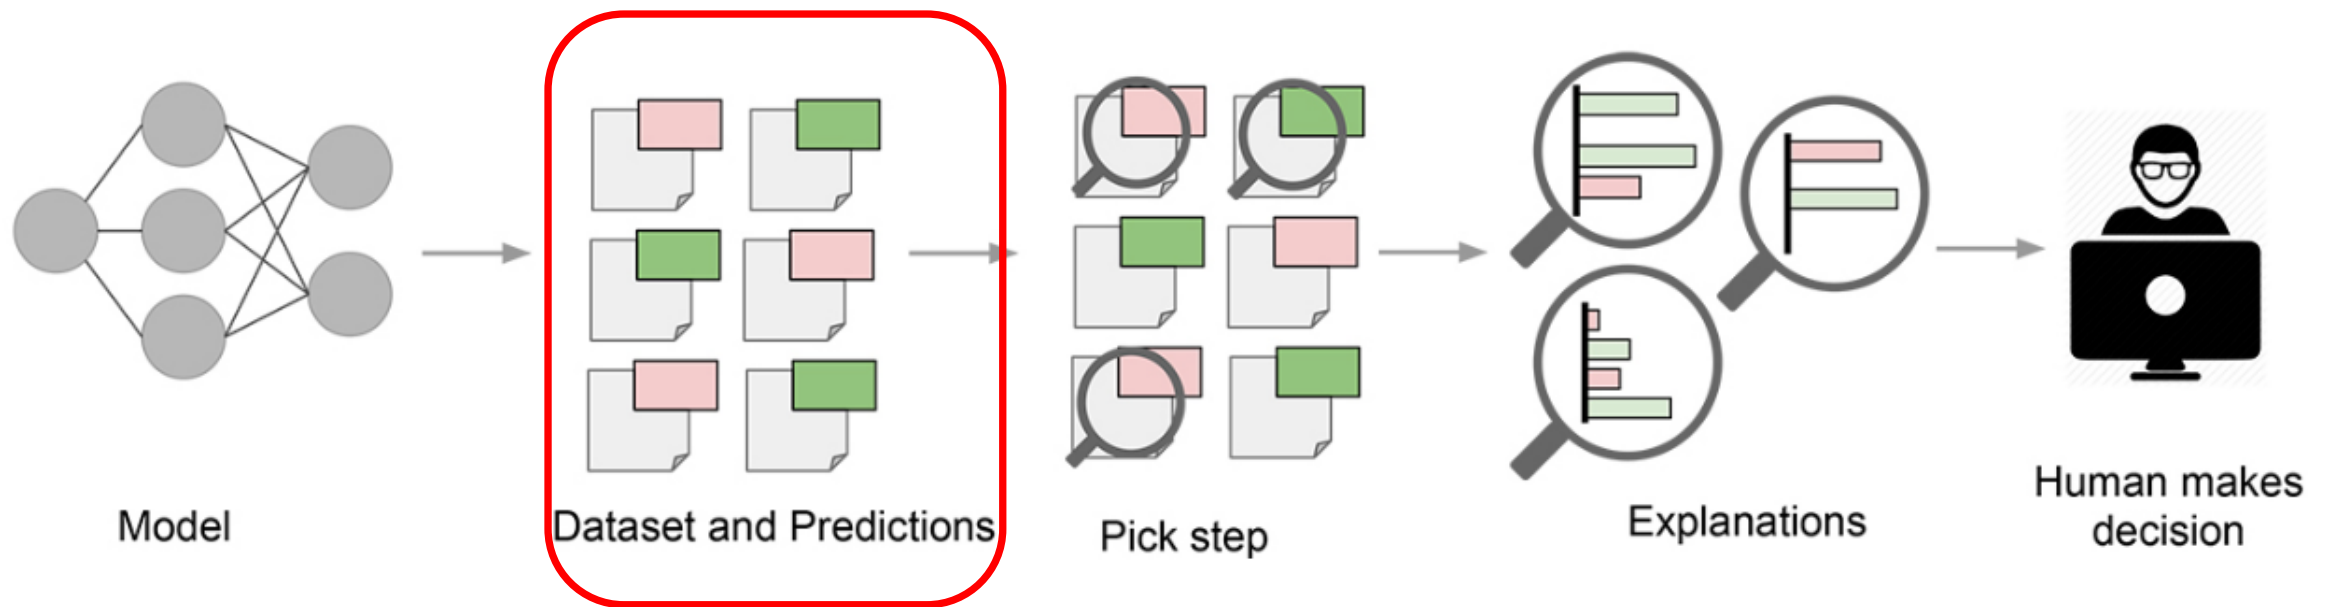 Model
Dataset and Predictions
Pick step
Explanations
Human makes
decision